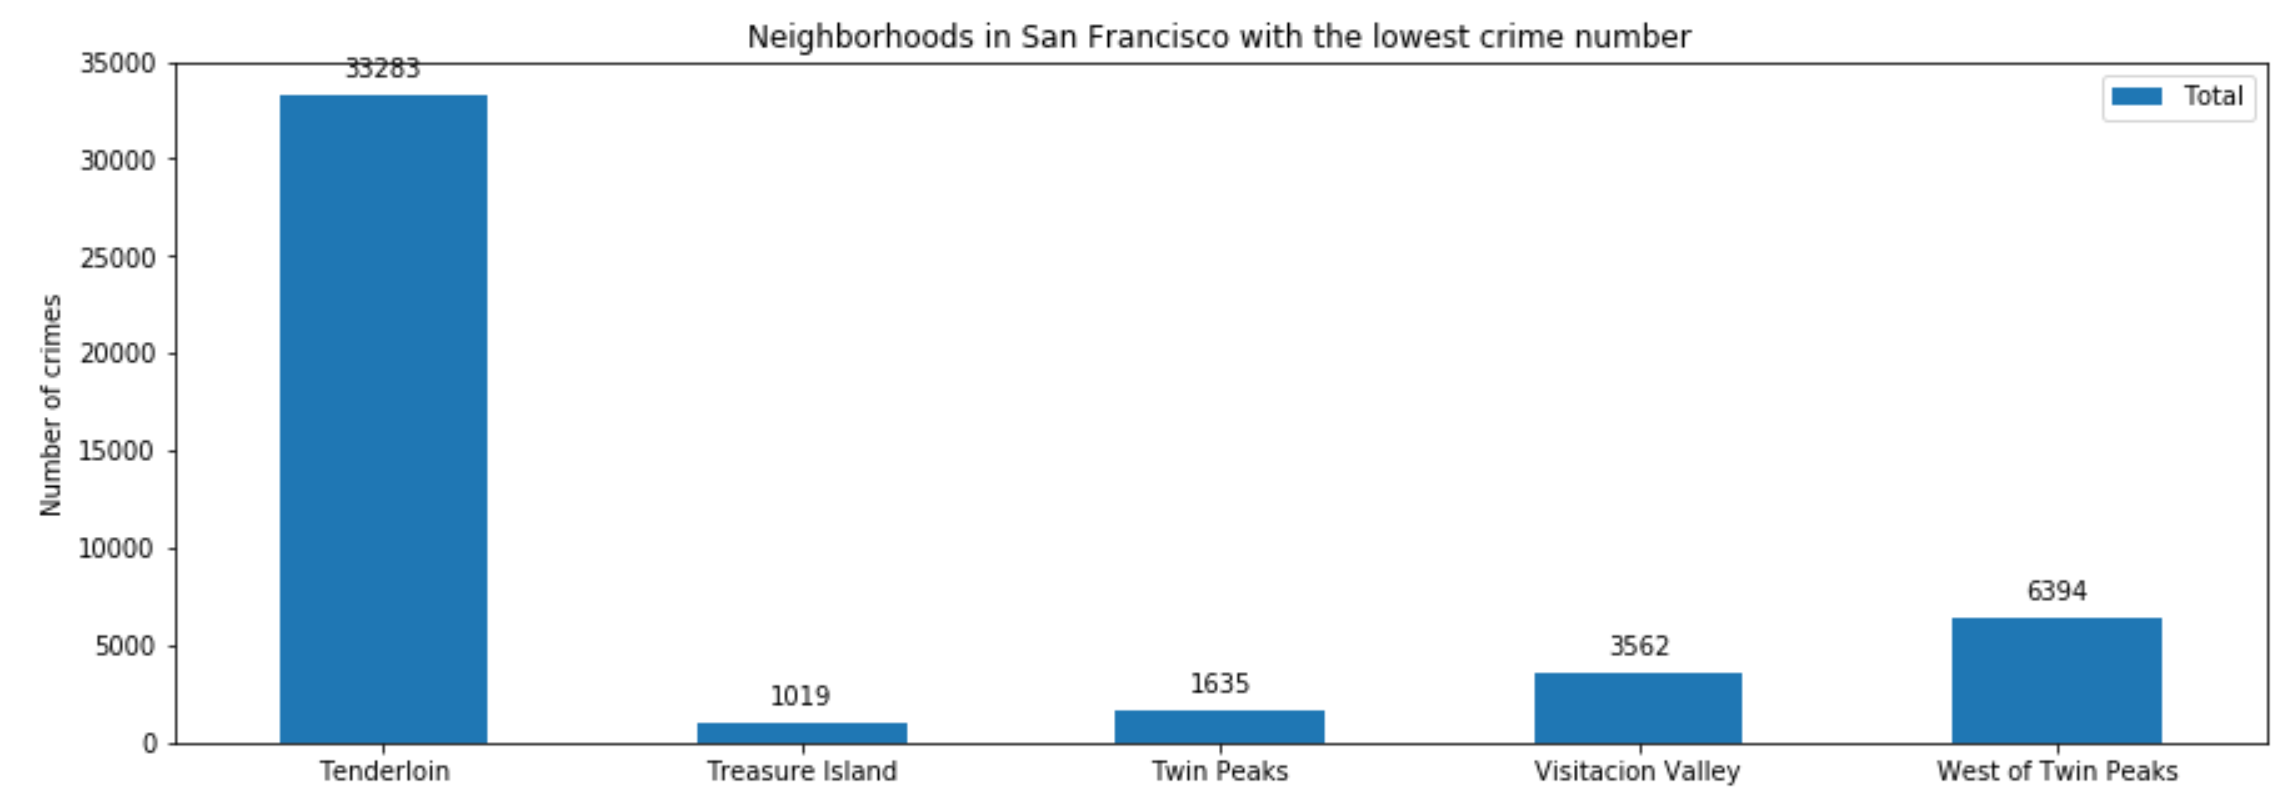 Neighborhoods in San Francisco with the lowest crime number
Total
Number of crimes
35000
30000
25000
20000
15000
10000
5000
0
33283
1019
1635
3562
6394
Tenderloin
Treasure Island
Twin Peaks
Visitacion Valley
West of Twin Peaks